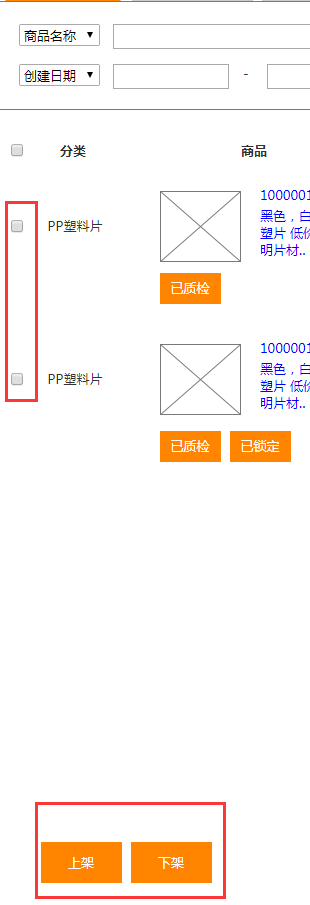 商品名称
创建日期 -
分类 商品
PP塑料片
1000001
黑色，白
塑片 低价
明片材..
已质检
PP塑料片
1000001
黑色，白
塑片 低价
明片材..
已质检 已锁定
上架 下架